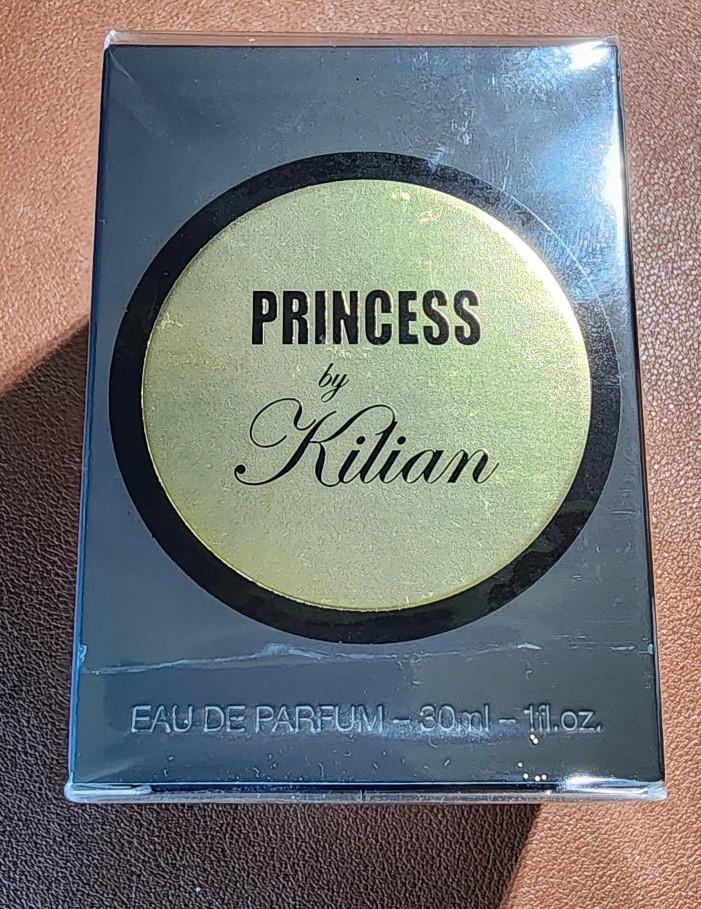 PRINCESS
by
Kilian
EAU DE PARFUM – 30ml – 1fl.oz.